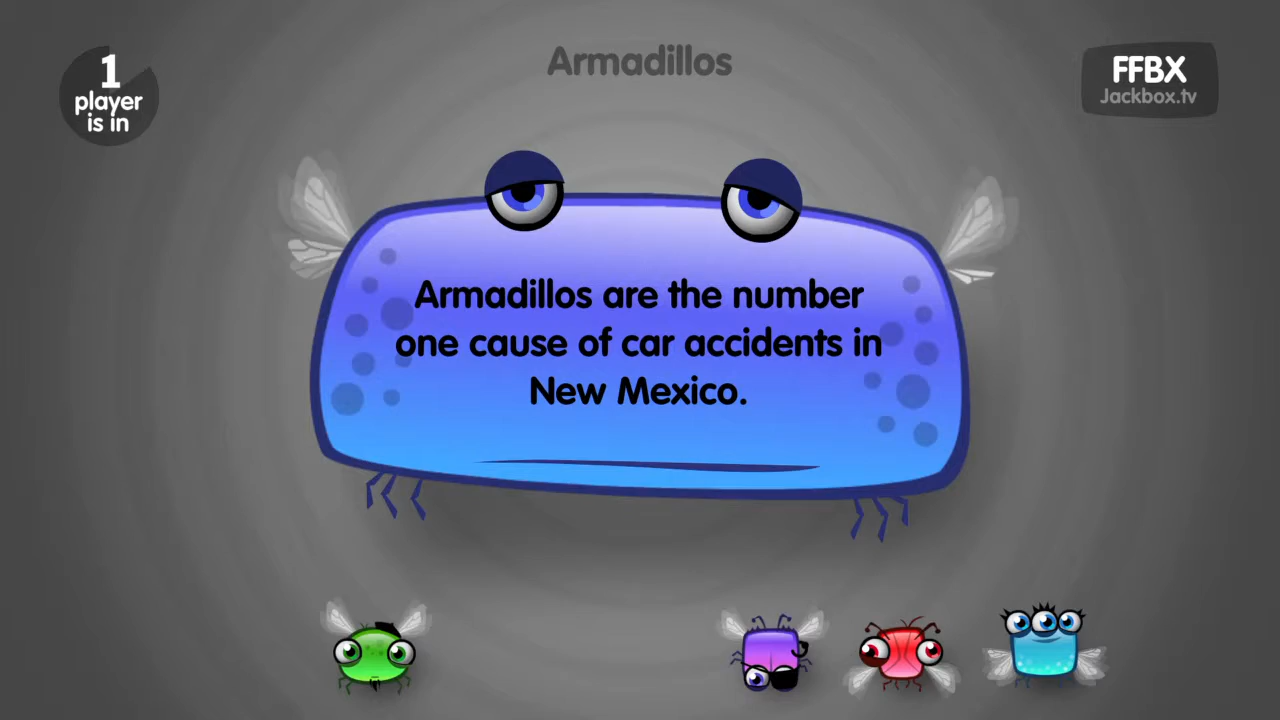 Armadillos
1
player
is in
FFBX
Jackbox.tv
Armadillos are the number
one cause of car accidents in
New Mexico.